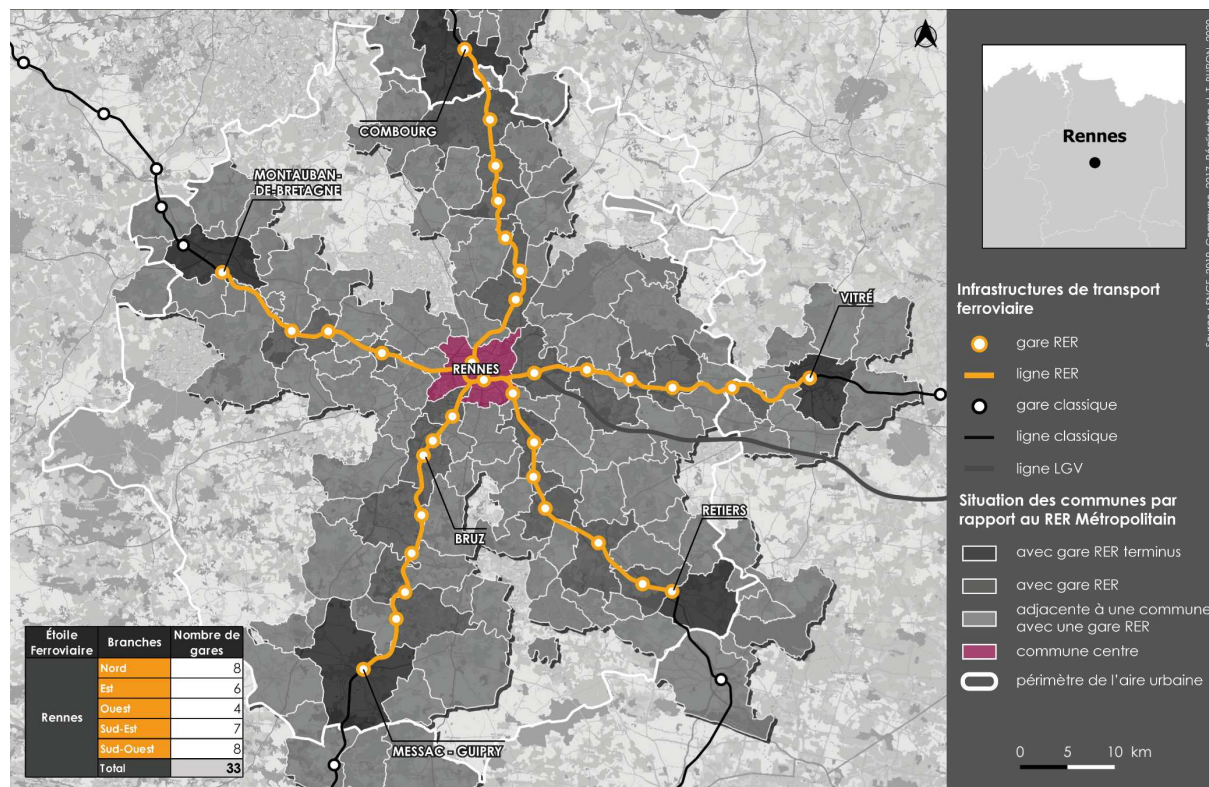 COMBOURG
MONTAUBAN-
DE-BRETAGNE
VITRÉ
RENNES
RETIERS
BRUZ
MESSAC - GUIPRY
Étoile
Ferroviaire
Branches
Nombre de
gares
Rennes
Nord 8
Est 6
Ouest 4
Sud-Est 7
Sud-Ouest 8
Total 33
Rennes
Infrastructures de transport
ferroviaire
gare RER
ligne RER
gare classique
ligne classique
ligne LGV
Situation des communes par
rapport au RER Métropolitain
avec gare RER terminus
avec gare RER
adjacente à une commune
avec une gare RER
commune centre
périmètre de l'aire urbaine
0 5 10 km